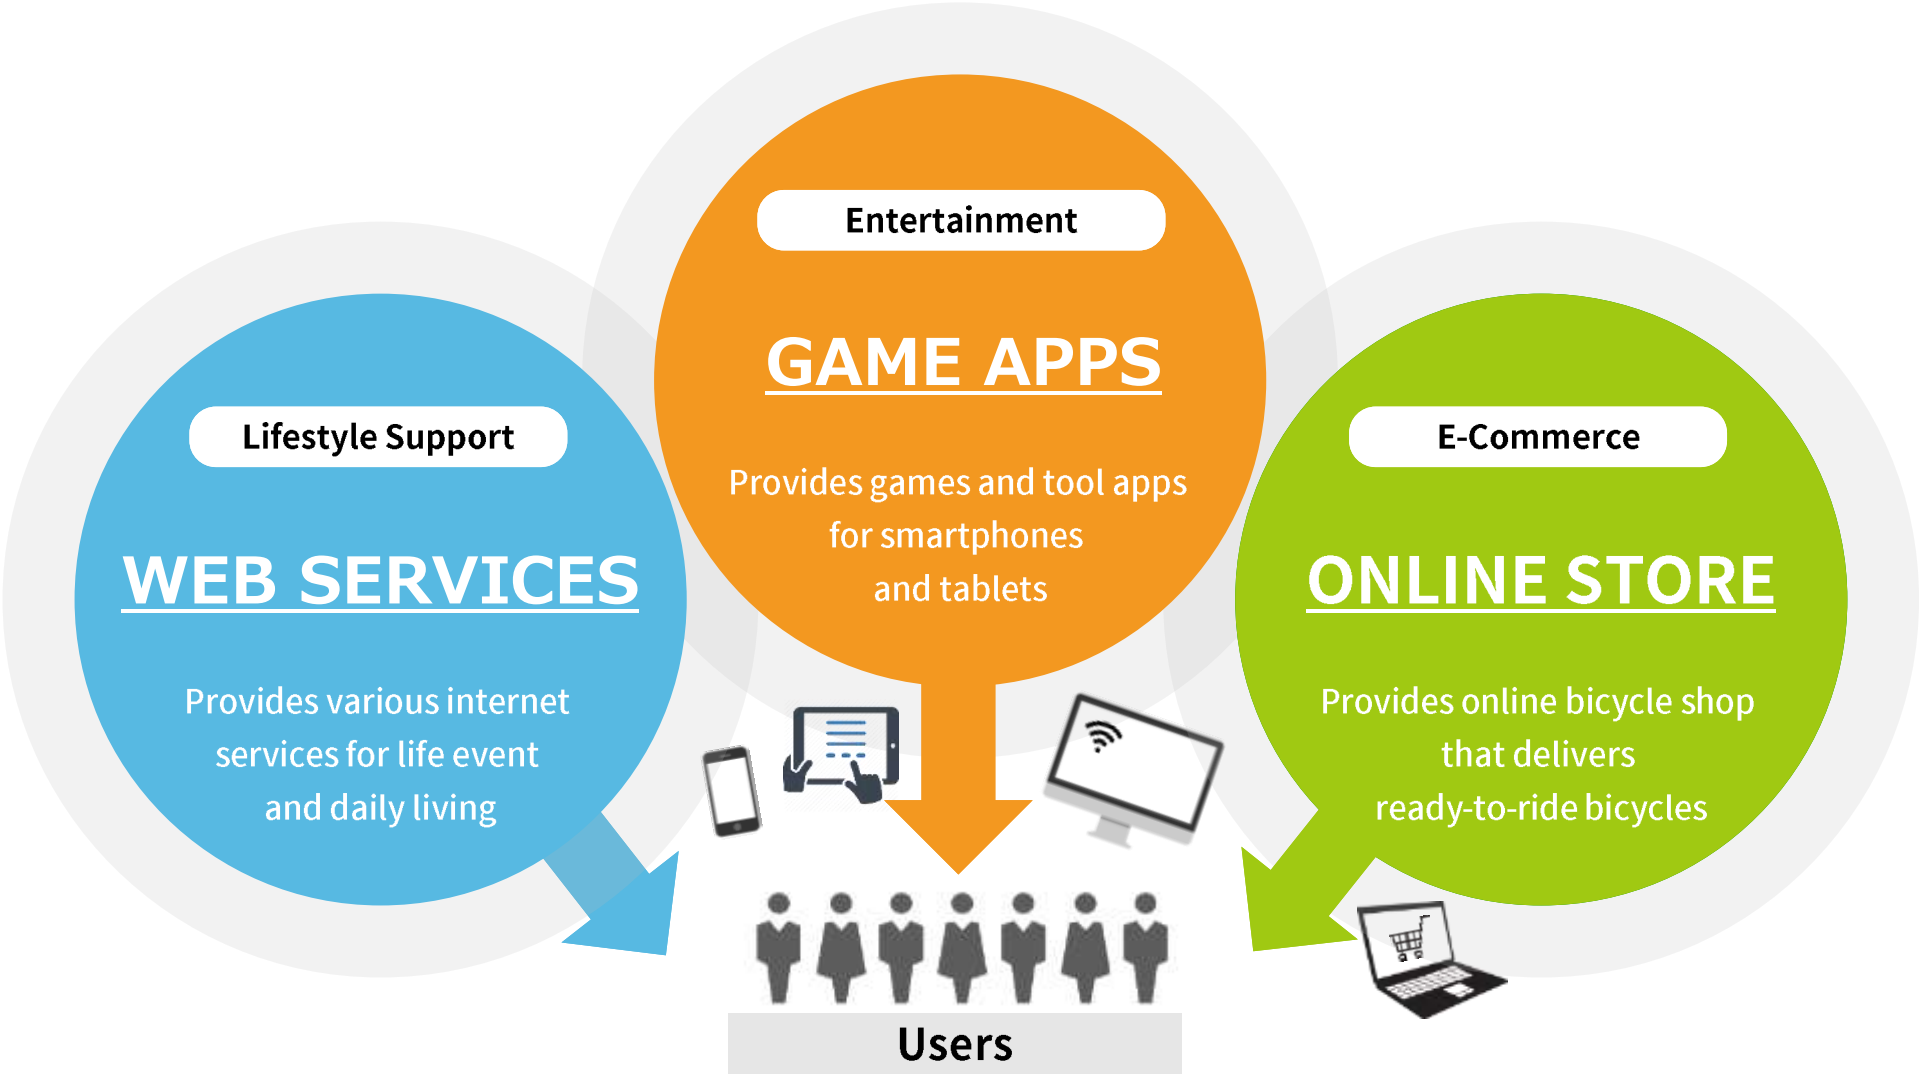 Entertainment
GAME APPS
Provides games and tool apps
for smartphones
and tablets
Lifestyle Support
WEB SERVICES
Provides various internet
services for life event
and daily living
E-Commerce
ONLINE STORE
Provides online bicycle shop
that delivers
ready-to-ride bicycles
Users